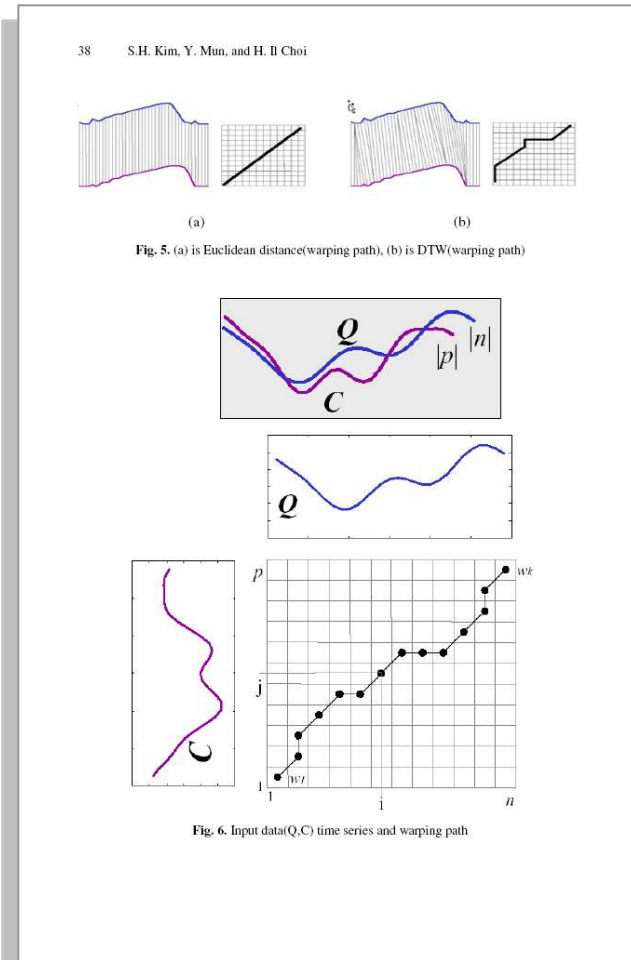 38 S.H. Kim, Y. Mun, and H. Il Choi
(a) (b)
Fig. 5. (a) is Euclidean distance(warping path), (b) is DTW(warping path)
Q
|n|
|p|
C
Q
p
wk
j
C
w1
1
1 i n
Fig. 6. Input data(Q,C) time series and warping path